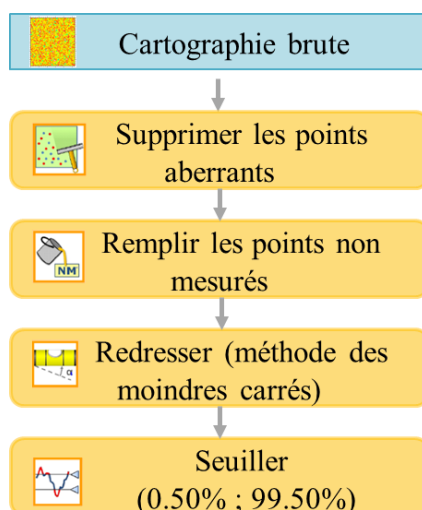 Cartographie brute
Supprimer les points
aberrants
Remplir les points non
mesurés
NM
Redresser (méthode des
moindres carrés)
α
Seuiller
(0.50% ; 99.50%)